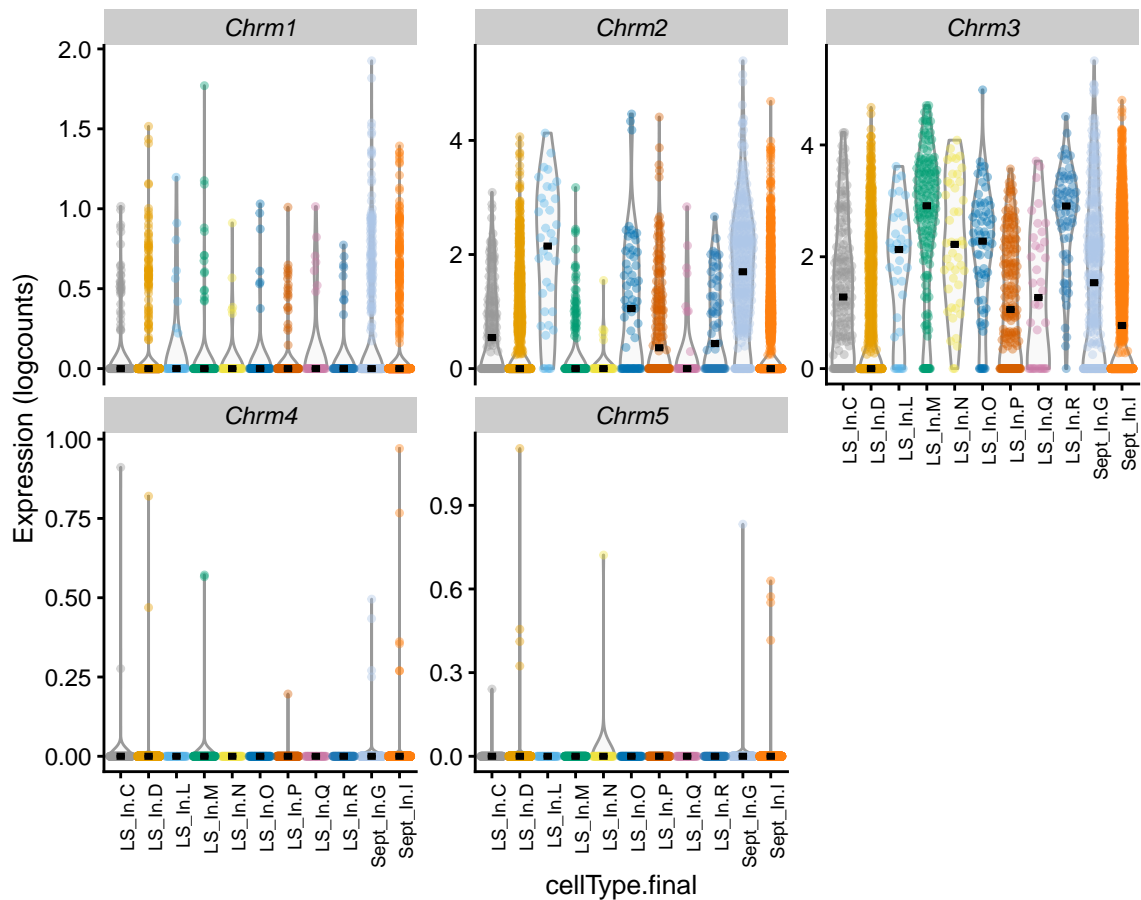 Chrm1
Chrm2
Chrm3
2.0
1.5
1.0
0.5
0.0
4
2
0
4
3
2
1
0
LS_In.C
LS_In.D
LS_In.L
LS_In.M
LS_In.N
LS_In.O
LS_In.P
LS_In.Q
LS_In.R
Sept_In.G
Sept_In.I
Expression (logcounts)
Chrm4
Chrm5
1.00
0.75
0.50
0.25
0.00
0.9
0.6
0.3
0.0
LS_In.C
LS_In.D
LS_In.L
LS_In.M
LS_In.N
LS_In.O
LS_In.P
LS_In.Q
LS_In.R
Sept_In.G
Sept_In.I
LS_In.C
LS_In.D
LS_In.L
LS_In.M
LS_In.N
LS_In.O
LS_In.P
LS_In.Q
LS_In.R
Sept_In.G
Sept_In.I
cellType.final